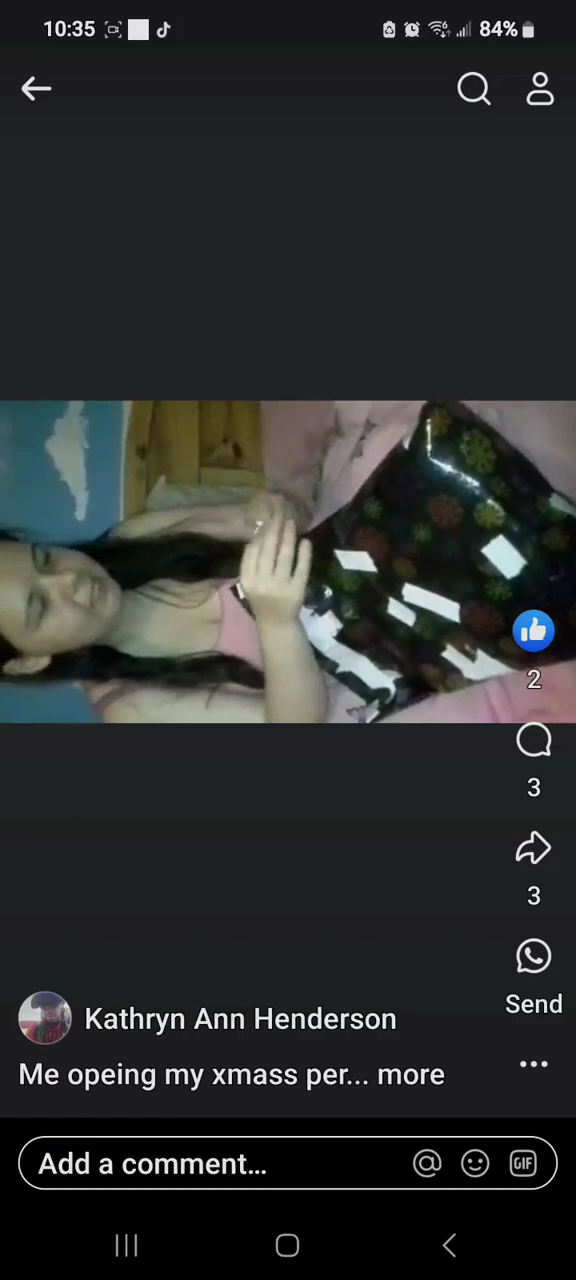 10:35
84%
2
3
3
Send
Kathryn Ann Henderson
Me opeing my xmass per... more
Add a comment...
GIF